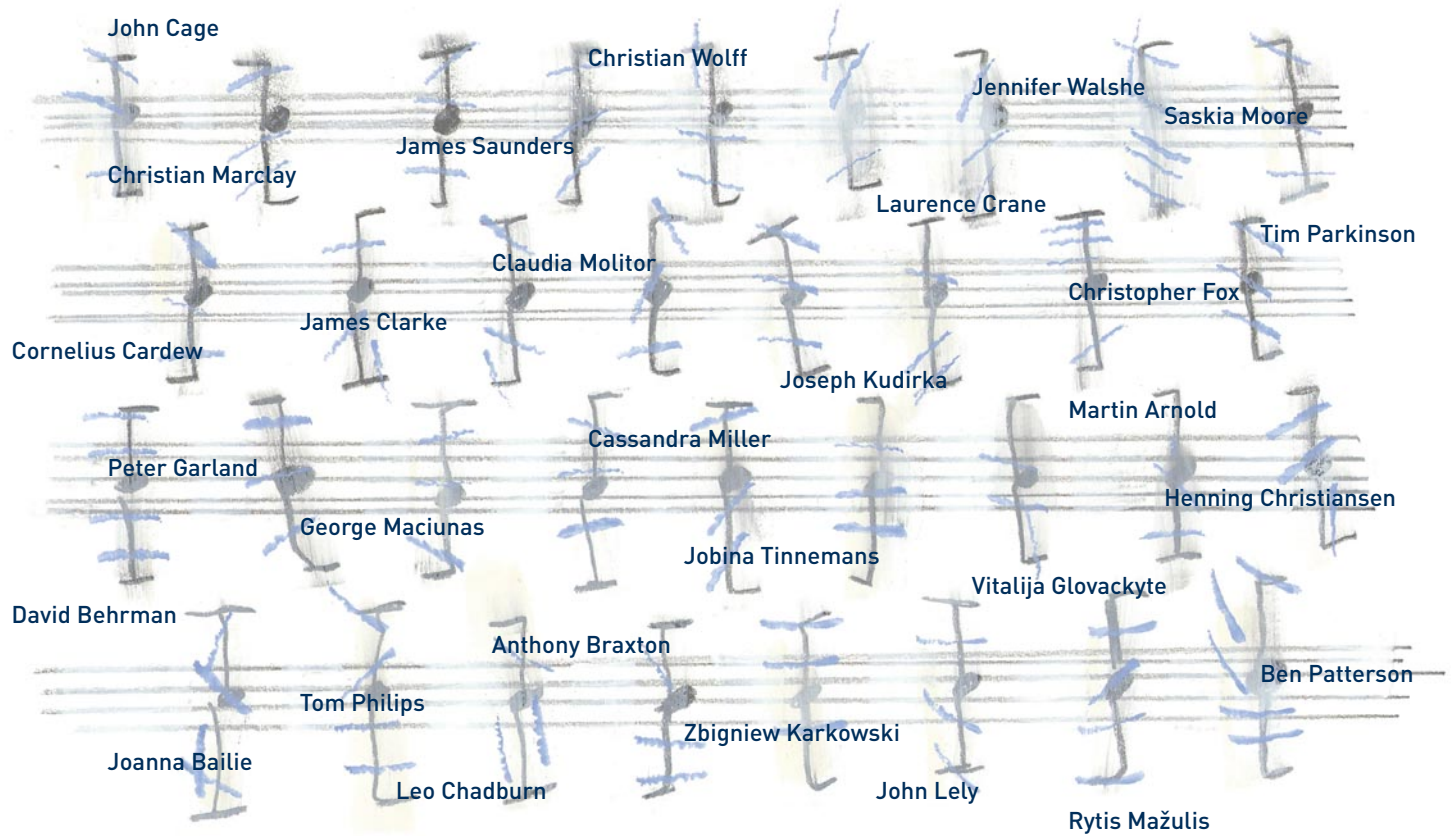 John Cage
Christian Wolff
Jennifer Walshe
Saskia Moore
James Saunders
Christian Marclay
Laurence Crane
Tim Parkinson
Claudia Molitor
Christopher Fox
James Clarke
Cornelius Cardew
Joseph Kudirka
Martin Arnold
Cassandra Miller
Peter Garland
Henning Christiansen
George Maciunas
Jobina Tinnemans
Vitalija Glovackyte
David Behrman
Anthony Braxton
Ben Patterson
Tom Philips
Zbigniew Karkowski
Joanna Bailie
Leo Chadburn
John Lely
Rytis Mažulis